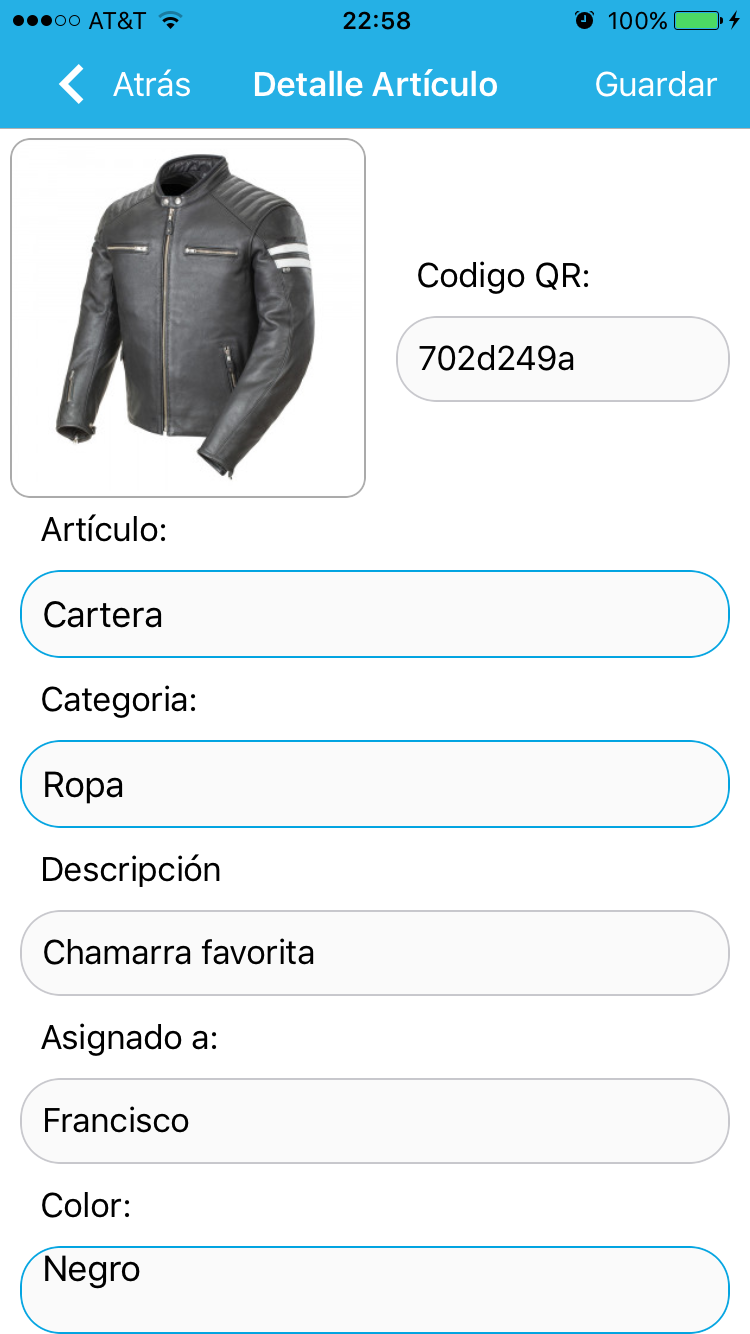 AT&T 22:58 100%
Atrás Detalle Artículo Guardar
Codigo QR:
702d249a
Artículo:
Cartera
Categoria:
Ropa
Descripción
Chamarra favorita
Asignado a:
Francisco
Color:
Negro